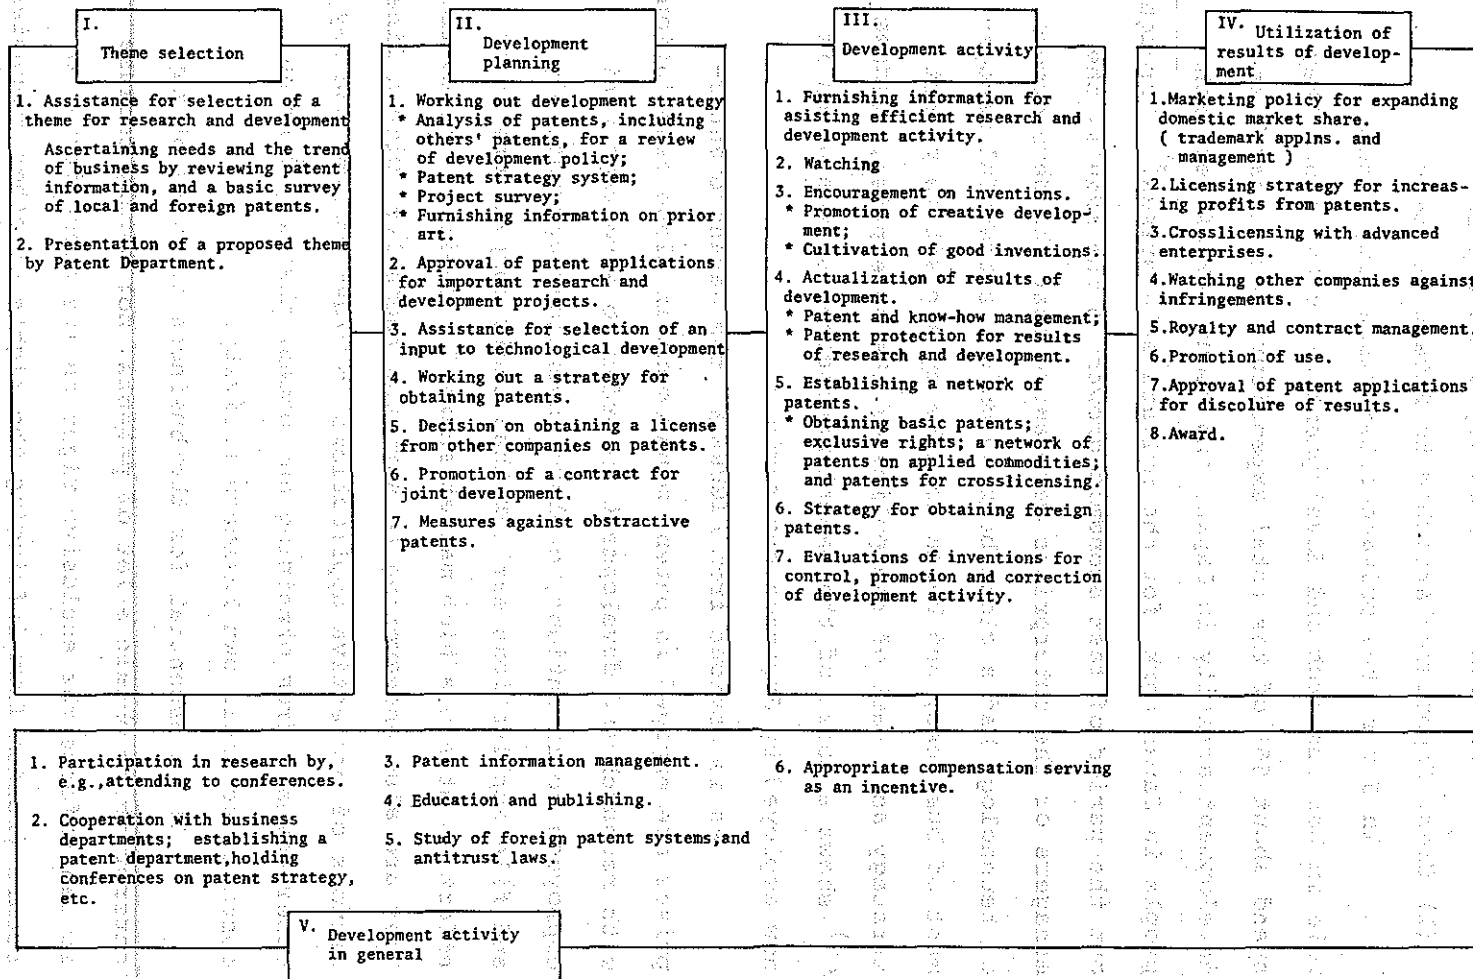 I.
Theme selection
1. Assistance for selection of a
theme for research and development
Ascertaining needs and the trend
of business by reviewing patent
information, and a basic survey
of local and foreign patents.
2. Presentation of a proposed theme
by Patent Department.
II.
Development
planning
1. Working out development strategy
* Analysis of patents, including
others' patents, for a review
of development policy;
* Patent strategy system;
* Project survey;
* Furnishing information on prior
art.
2. Approval of patent applications
for important research and
development projects.
3. Assistance for selection of an
input to technological development
4. Working out a strategy for
obtaining patents.
5. Decision on obtaining a license
from other companies on patents.
6. Promotion of a contract for
joint development.
7. Measures against obstractive
patents.
III.
Development activity
1. Furnishing information for
asisting efficient research and
development activity.
2. Watching
3. Encouragement on inventions.
* Promotion of creative develop-
ment;
* Cultivation of good inventions.
4. Actualization of results of
development.
* Patent and know-how management;
* Patent protection for results
of research and development.
5. Establishing a network of
patents.
* Obtaining basic patents;
exclusive rights; a network of
patents on applied commodities;
and patents for crosslicensing.
6. Strategy for obtaining foreign
patents.
7. Evaluations of inventions for
control, promotion and correction
of development activity.
IV. Utilization of
results of develop-
ment
1.Marketing policy for expanding
domestic market share.
( trademark applns. and
management )
2.Licensing strategy for increas-
ing profits from patents.
3.Crosslicensing with advanced
enterprises.
4.Watching other companies against
infringements.
5.Royalty and contract management.
6.Promotion of use.
7.Approval of patent applications
for discolure of results.
8.Award.
1. Participation in research by,
e.g.,attending to conferences.
2. Cooperation with business
departments; establishing a
patent department,holding
conferences on patent strategy,
etc.
3. Patent information management.
4. Education and publishing.
5. Study of foreign patent systems,and
antitrust laws.
6. Appropriate compensation serving
as an incentive.
V. Development activity
in general